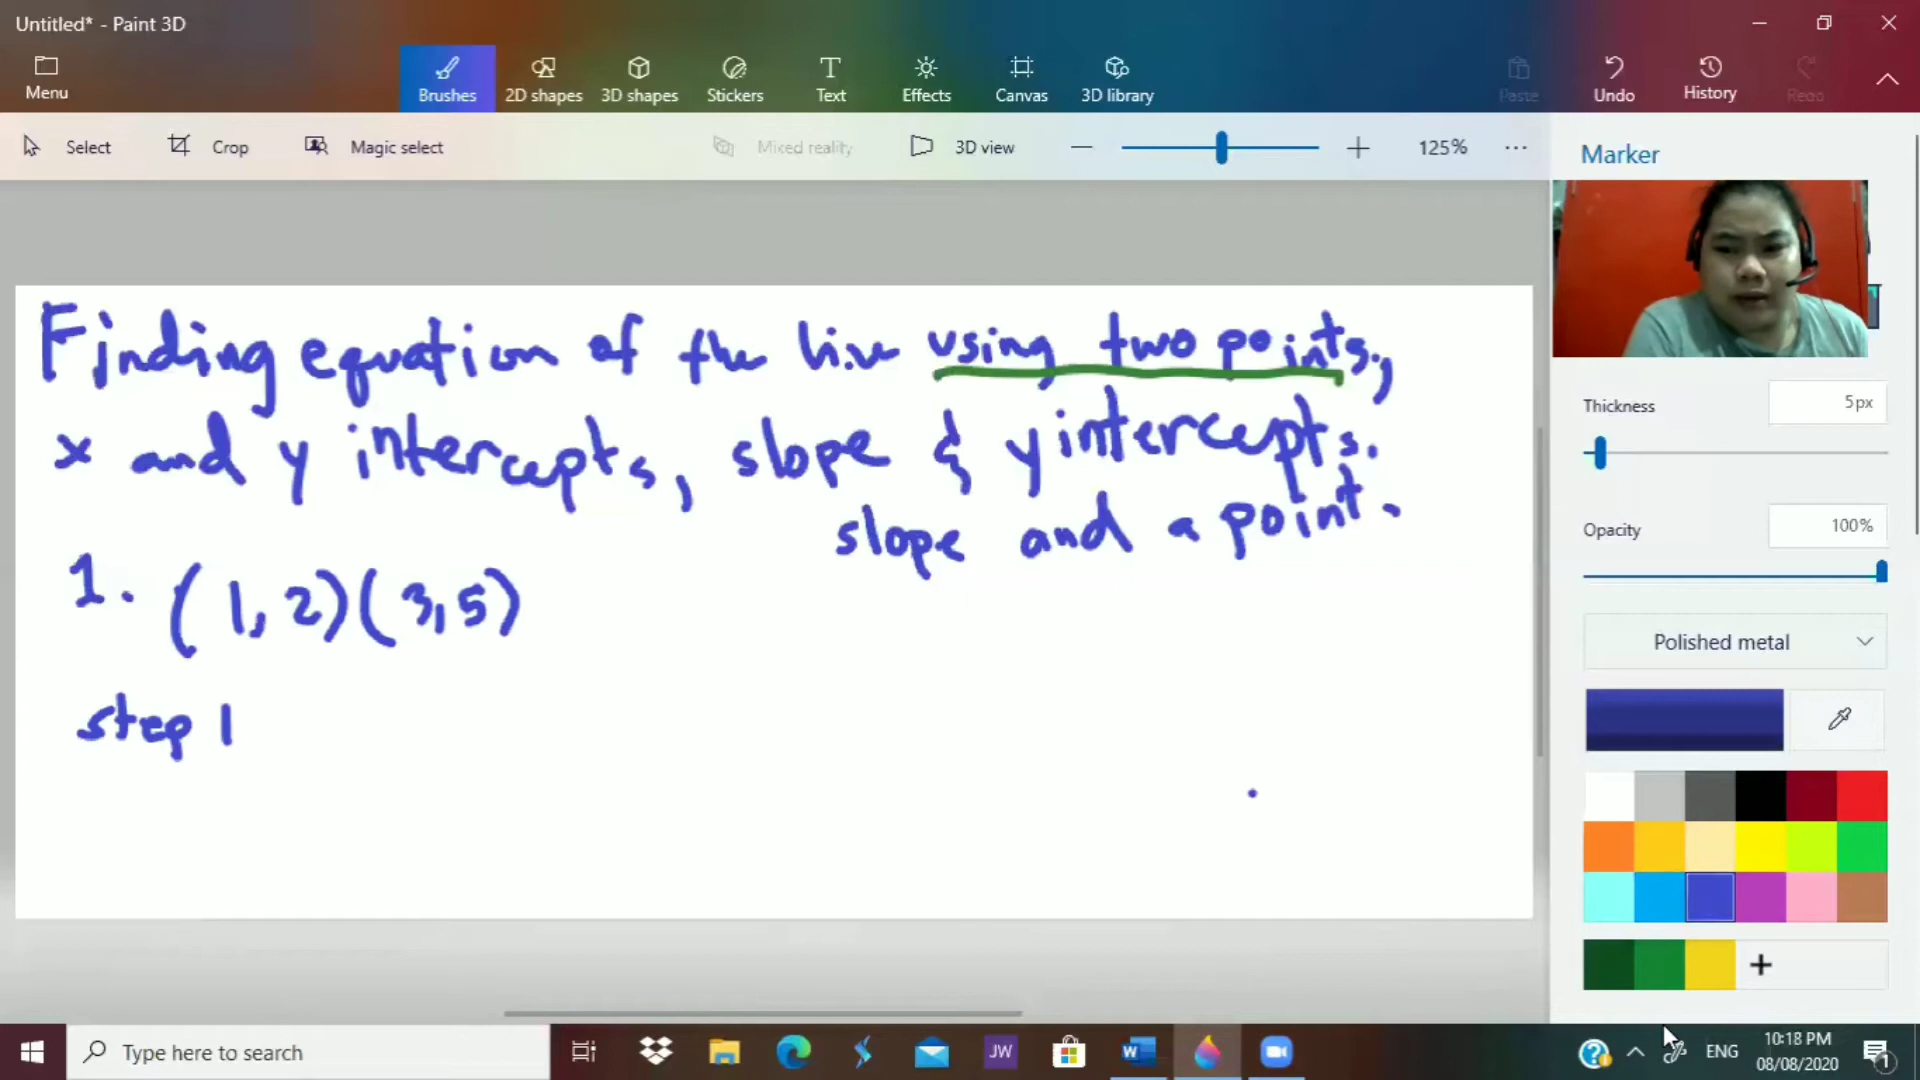 Untitled* - Paint 3D
Menu
Brushes
2D shapes
3D shapes
Stickers
Text
Effects
Canvas
3D library
Paste
Undo
History
Redo
Select
Crop
Magic select
Mixed reality
3D view
125%
Marker
Finding equation of the line using two points,
x and y intercepts, slope & y intercepts.
slope and a point.
1. (1,2)(3,5)
step 1
Thickness
5px
Opacity
100%
Polished metal
Type here to search
JW
W
ENG
10:18 PM
08/08/2020
1